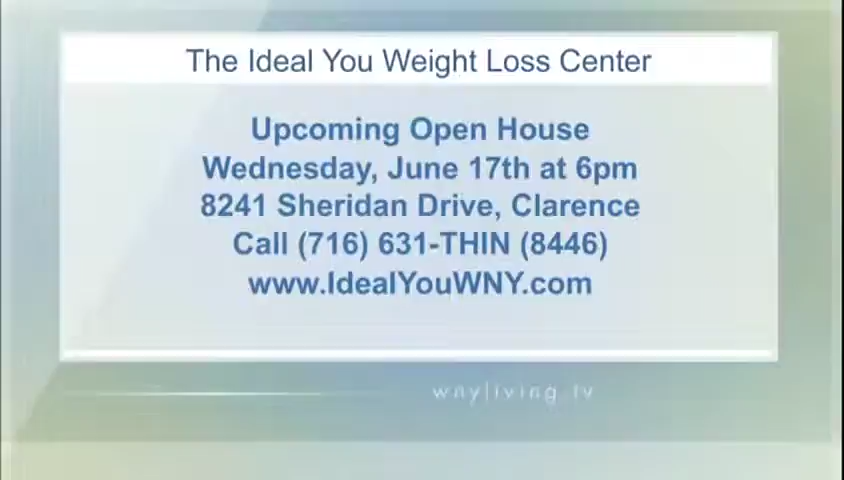 The Ideal You Weight Loss Center
Upcoming Open House
Wednesday, June 17th at 6pm
8241 Sheridan Drive, Clarence
Call (716) 631-THIN (8446)
www.IdealYouWNY.com
wnyliving.tv